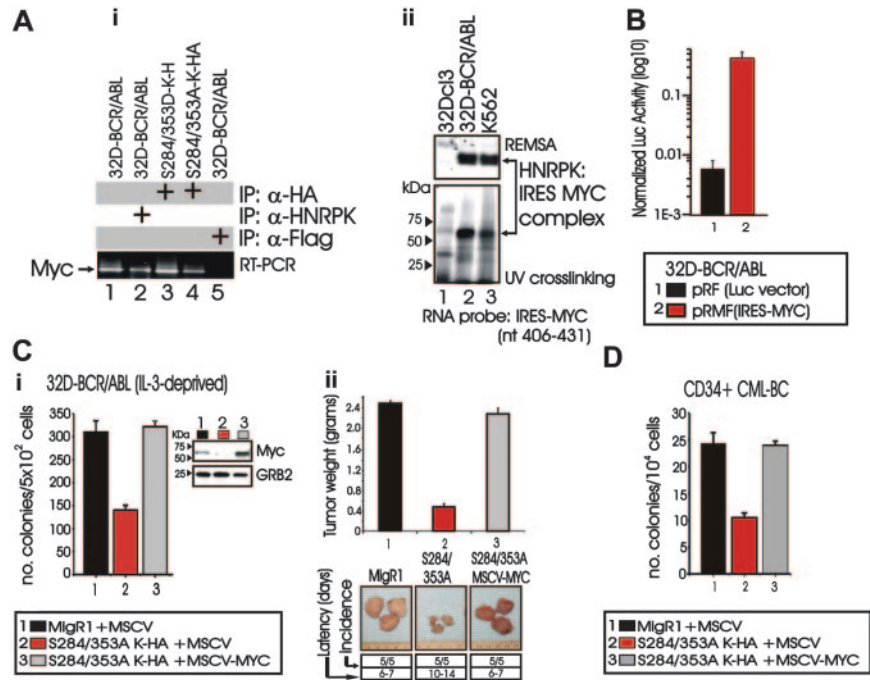 A
i
32D-BCR/ABL
32D-BCR/ABL
S284/353D-K-H
S284/353A-K-HA
32D-BCR/ABL
+ + IP: α-HA
+ IP: α-HNRPK
+ IP: α-Flag
Myc RT-PCR
1 2 3 4 5
ii
32Dcl3
32D-BCR/ABL
K562
REMSA
HNRPK:
IRES MYC
complex
kDa
75
50
25
UV crosslinking
1 2 3
RNA probe: IRES-MYC
(nt 406-431)
B
Normalized Luc Activity (log10)
0.1
0.01
1E-3
1 2
32D-BCR/ABL
1 pRF (Luc vector)
2 pRMF(IRES-MYC)
C
i 32D-BCR/ABL (IL-3-deprived)
no. colonies/5x10² cells
350
300
250
200
150
100
50
0
1 2 3
1 2 3
KDa
75
50
Myc
25
GRB2
1 MigR1+MSCV
2 S284/353A K-HA +MSCV
3 S284/353A K-HA +MSCV-MYC
ii
Tumor weight (grams)
2.4
2.0
1.6
1.2
0.8
0.4
0
1 2 3
MigR1
S284/
353A
S284/353A
MSCV-MYC
Latency (days)
Incidence
5/5 5/5 5/5
6-7 10-14 6-7
D
CD34+ CML-BC
no. colonies/10⁴ cells
30
25
20
15
10
5
0
1 2 3
1 MigR1+MSCV
2 S284/353A K-HA +MSCV
3 S284/353A K-HA +MSCV-MYC